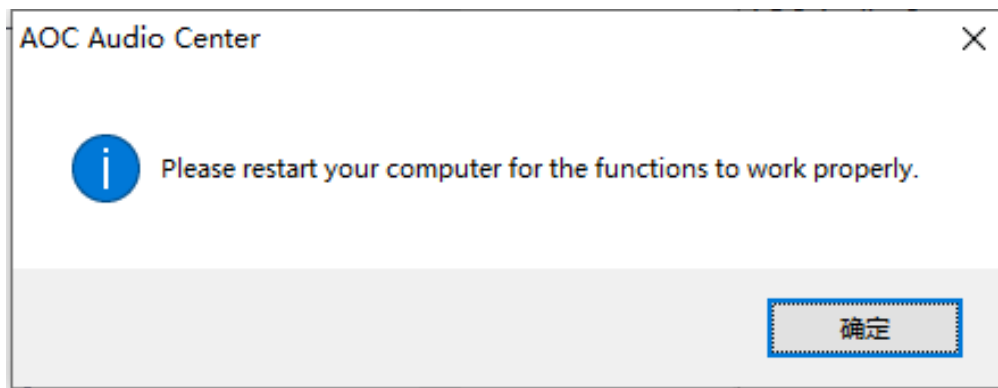 AOC Audio Center
Please restart your computer for the functions to work properly.
确定